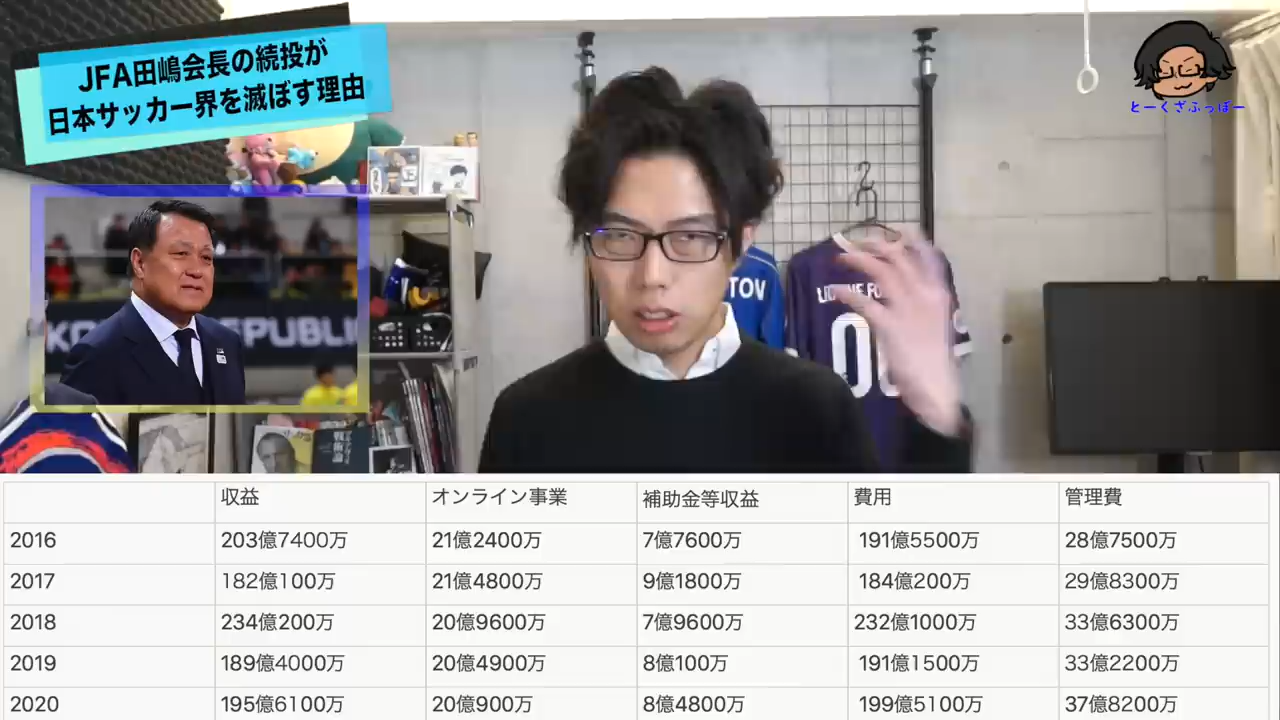 JFA田嶋会長の続投が
日本サッカー界を滅ぼす理由
とーくざふっぼー
TOV
収益 オンライン事業 補助金等収益 費用 管理費
2016 203億7400万 21億2400万 7億7600万 191億5500万 28億7500万
2017 182億100万 21億4800万 9億1800万 184億200万 29億8300万
2018 234億200万 20億9600万 7億9600万 232億1000万 33億6300万
2019 189億4000万 20億4900万 8億100万 191億1500万 33億2200万
2020 195億6100万 20億900万 8億4800万 199億5100万 37億8200万